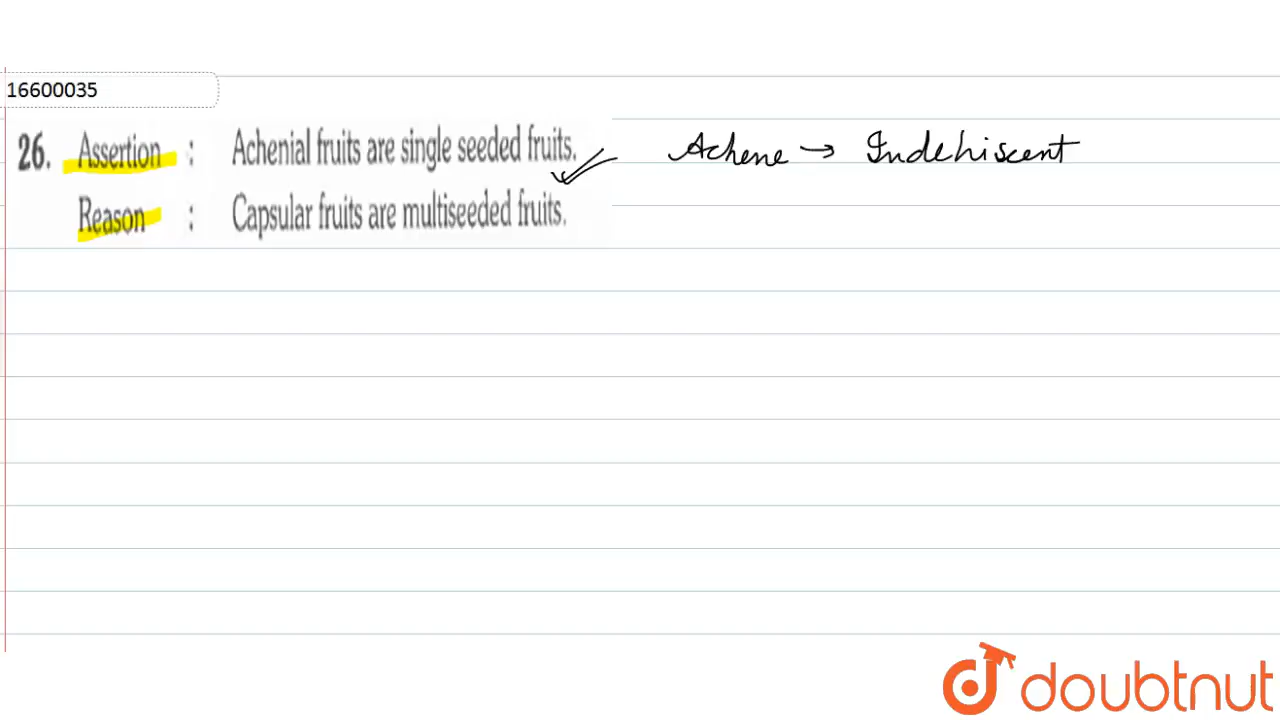 16600035
26. Assertion : Achenial fruits are single seeded fruits. Achene → Indehiscent
Reason : Capsular fruits are multiseeded fruits.
doubtnut